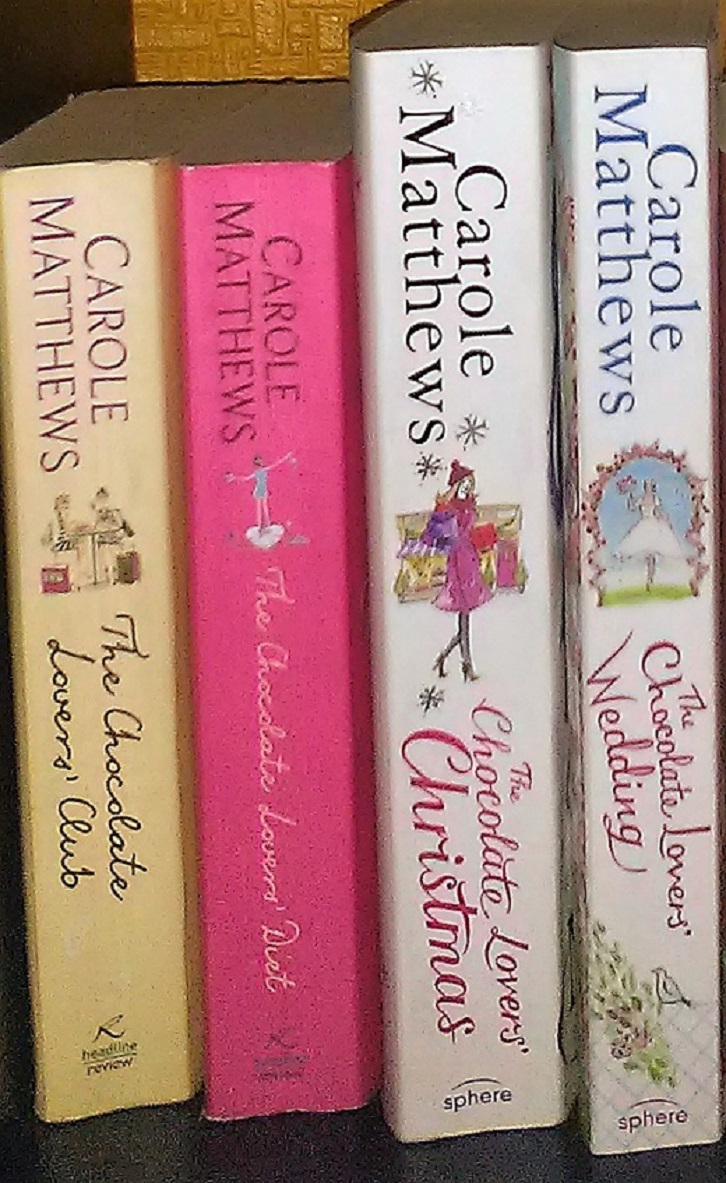 CAROLE
MATTHEWS
The Chocolate
Lovers' Club
headline
review
CAROLE
MATTHEWS
The Chocolate Lovers' Diet
Carole
Matthews
The
Chocolate Lovers'
Christmas
sphere
Carole
Matthews
The
Chocolate Lovers'
Wedding
sphere